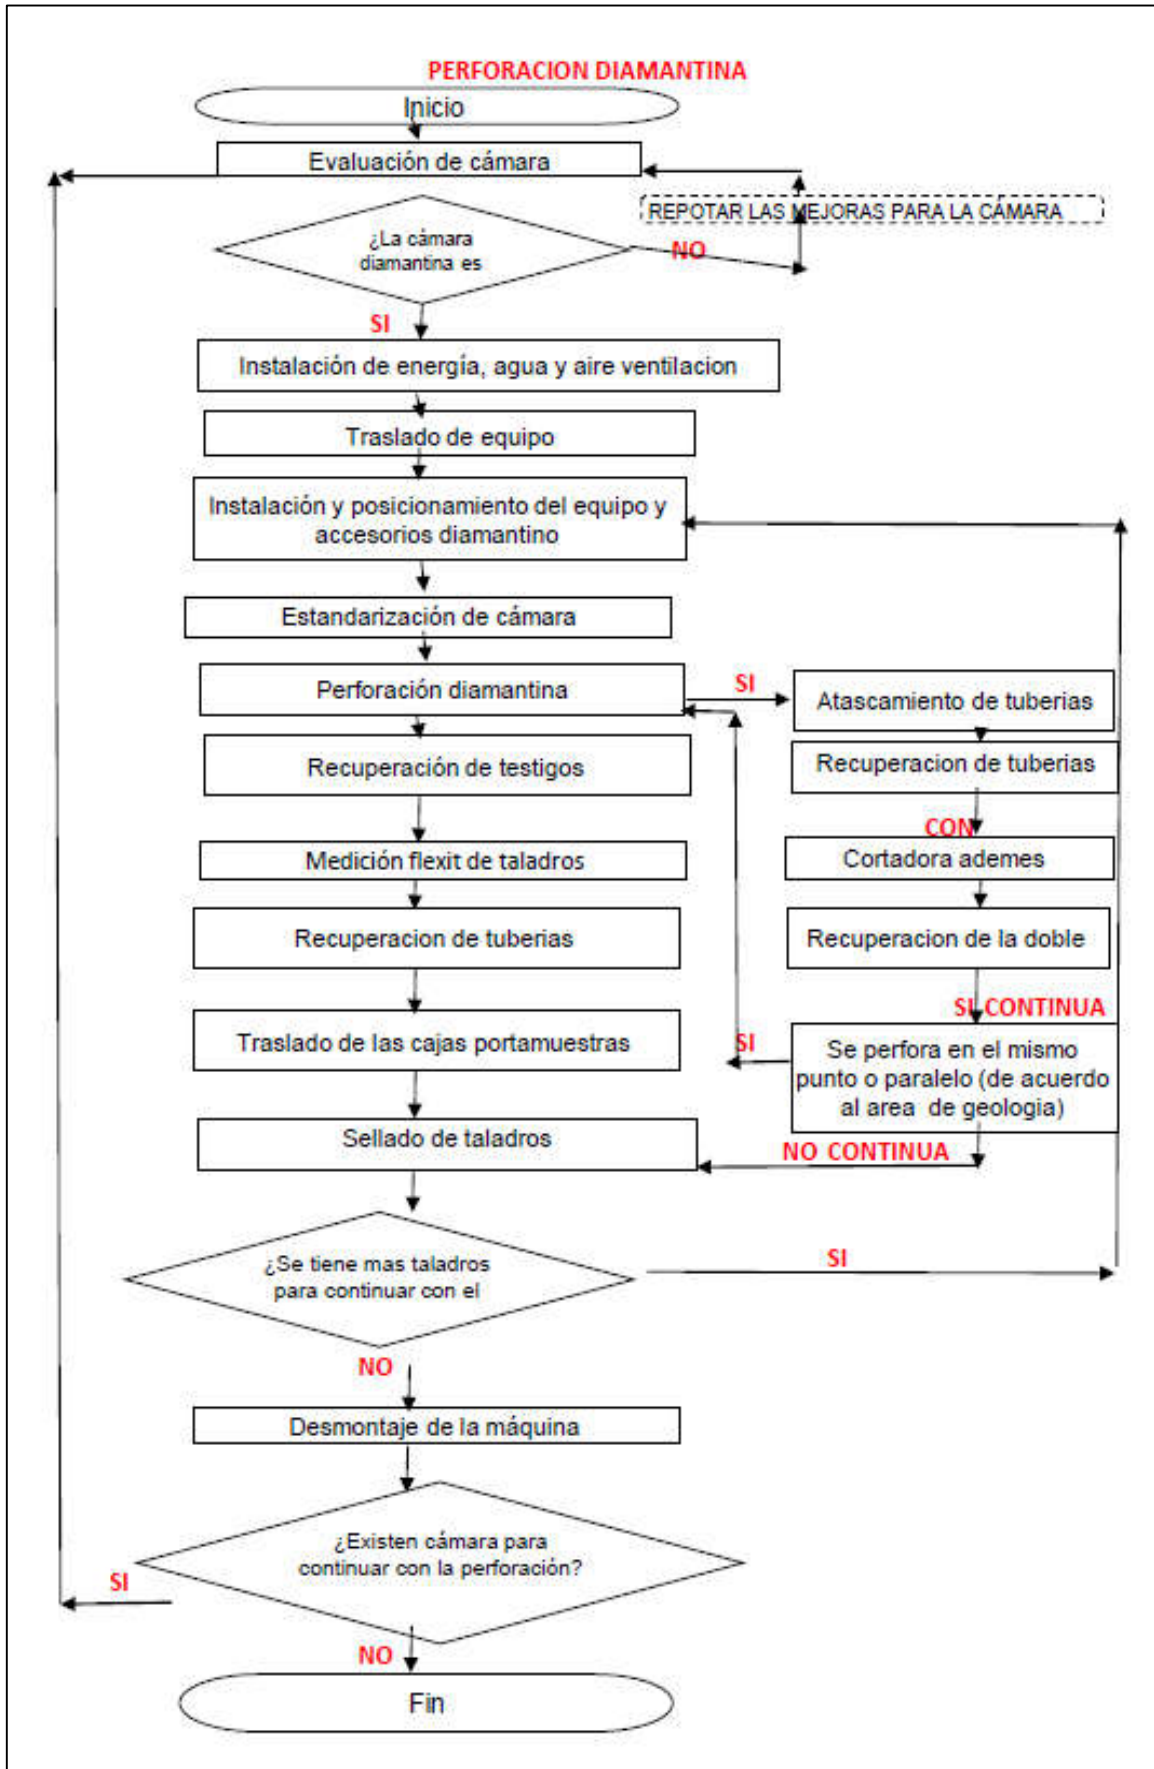 PERFORACION DIAMANTINA
Inicio
Evaluación de cámara
REPOTAR LAS MEJORAS PARA LA CÁMARA
¿La cámara
diamantina es
NO
SI
Instalación de energía, agua y aire ventilacion
Traslado de equipo
Instalación y posicionamiento del equipo y
accesorios diamantino
Estandarización de cámara
Perforación diamantina
SI
Atascamiento de tuberias
Recuperación de testigos
Recuperacion de tuberias
CON
Medición flexit de taladros
Cortadora ademes
Recuperacion de tuberias
Recuperacion de la doble
SI CONTINUA
Traslado de las cajas portamuestras
SI
Se perfora en el mismo
punto o paralelo (de acuerdo
al area de geologia)
Sellado de taladros
NO CONTINUA
¿Se tiene mas taladros
para continuar con el
SI
NO
Desmontaje de la máquina
¿Existen cámara para
continuar con la perforación?
SI
NO
Fin